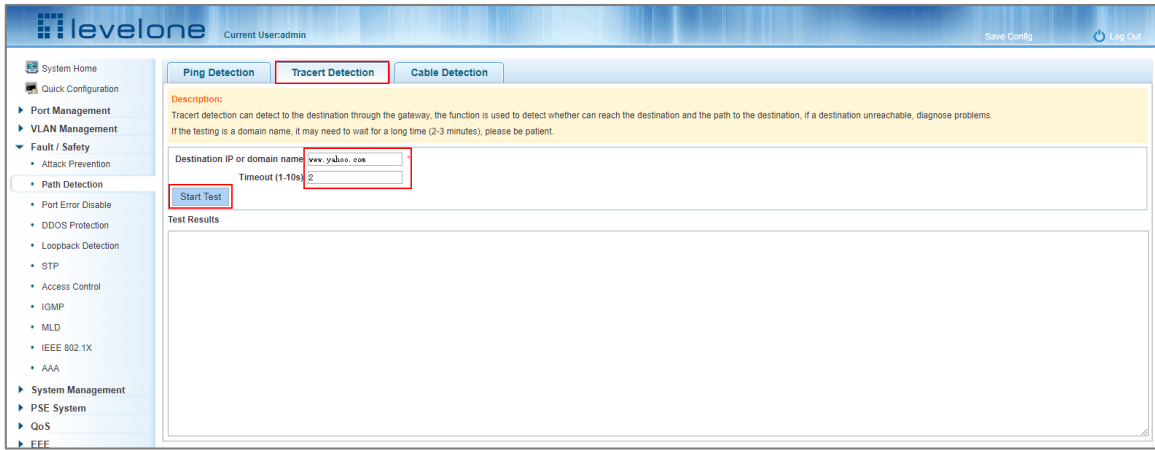 levelone
Current User:admin
Save Config
Log Out
System Home
Quick Configuration
Port Management
VLAN Management
Fault / Safety
Attack Prevention
Path Detection
Port Error Disable
DDOS Protection
Loopback Detection
STP
Access Control
IGMP
MLD
IEEE 802.1X
AAA
System Management
PSE System
QoS
EEE
Ping Detection
Tracert Detection
Cable Detection
Description:
Tracert detection can detect to the destination through the gateway, the function is used to detect whether can reach the destination and the path to the destination, if a destination unreachable, diagnose problems.
If the testing is a domain name, it may need to wait for a long time (2-3 minutes), please be patient.
Destination IP or domain name www.yahoo.com *
Timeout (1-10s) 2
Start Test
Test Results